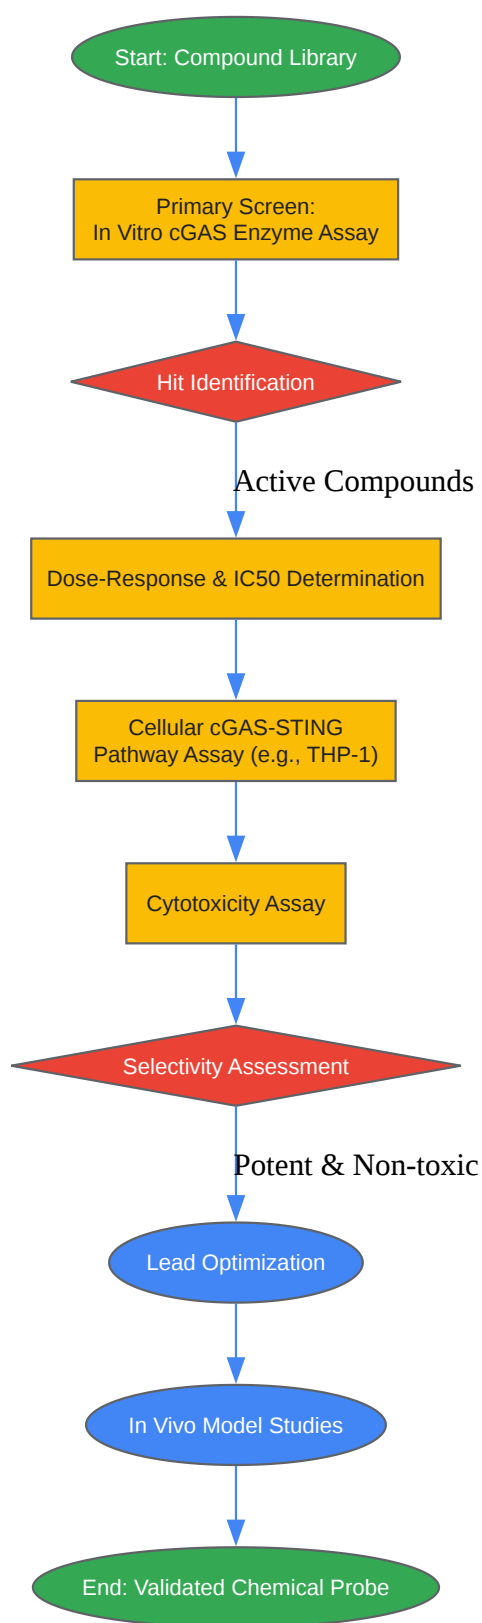 Start: Compound Library
Primary Screen:
In Vitro cGAS Enzyme Assay
Hit Identification
Active Compounds
Dose-Response & IC50 Determination
Cellular cGAS-STING
Pathway Assay (e.g., THP-1)
Cytotoxicity Assay
Selectivity Assessment
Potent & Non-toxic
Lead Optimization
In Vivo Model Studies
End: Validated Chemical Probe